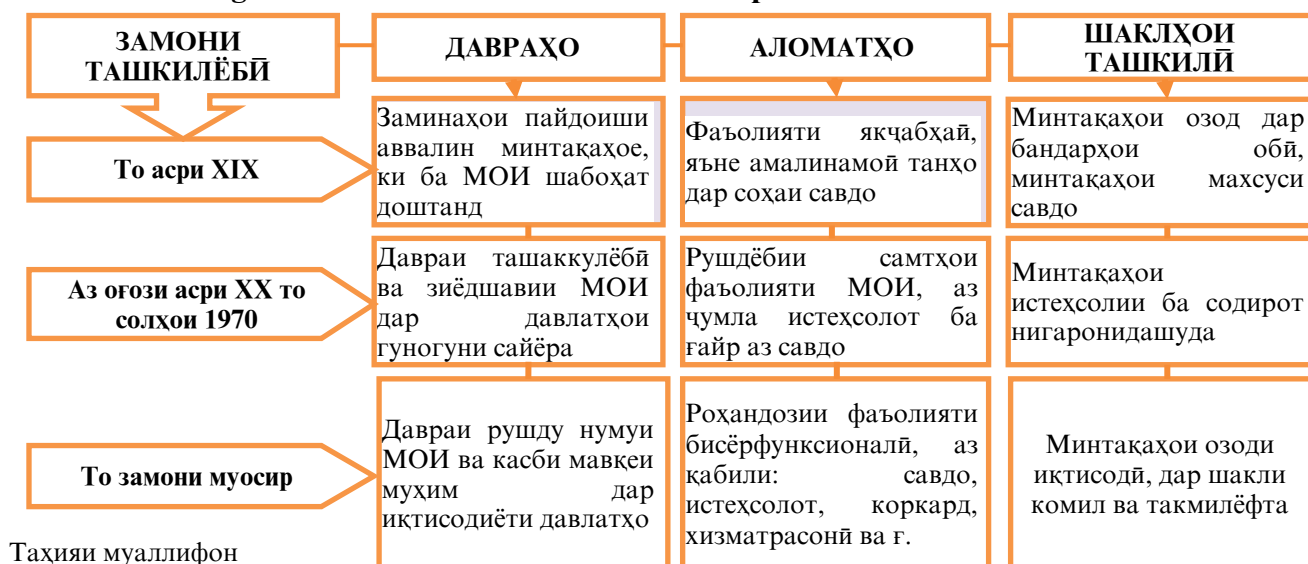 ЗАМОНИ
ТАШКИЛЁБӢ
ДАВРАҲО
АЛОМАТҲО
ШАКЛҲОИ
ТАШКИЛӢ
То асри XIX
Заминаҳои пайдоиши
аввалин минтақаҳое,
ки ба МОИ шабоҳат
доштанд
Фаъолияти якҷабҳаӣ,
яъне амалинамоӣ танҳо
дар соҳаи савдо
Минтақаҳои озод дар
бандарҳои обӣ,
минтақаҳои махсуси
савдо
Аз оғози асри XX то
солҳои 1970
Давраи ташаккулёбӣ
ва зиёдшавии МОИ
дар давлатҳои
гуногуни сайёра
Рушдёбии самтҳои
фаъолияти МОИ, аз
ҷумла истеҳсолот ба
ғайр аз савдо
Минтақаҳои
истеҳсолии ба содирот
нигаронидашуда
То замони муосир
Давраи рушду нумуи
МОИ ва касби мавқеи
муҳим дар
иқтисодиёти давлатҳо
Роҳандозии фаъолияти
бисёрфунксионалӣ, аз
қабили: савдо,
истеҳсолот, коркард,
хизматрасонӣ ва ғ.
Минтақаҳои озоди
иқтисодӣ, дар шакли
комил ва такмилёфта
Таҳияи муаллифон